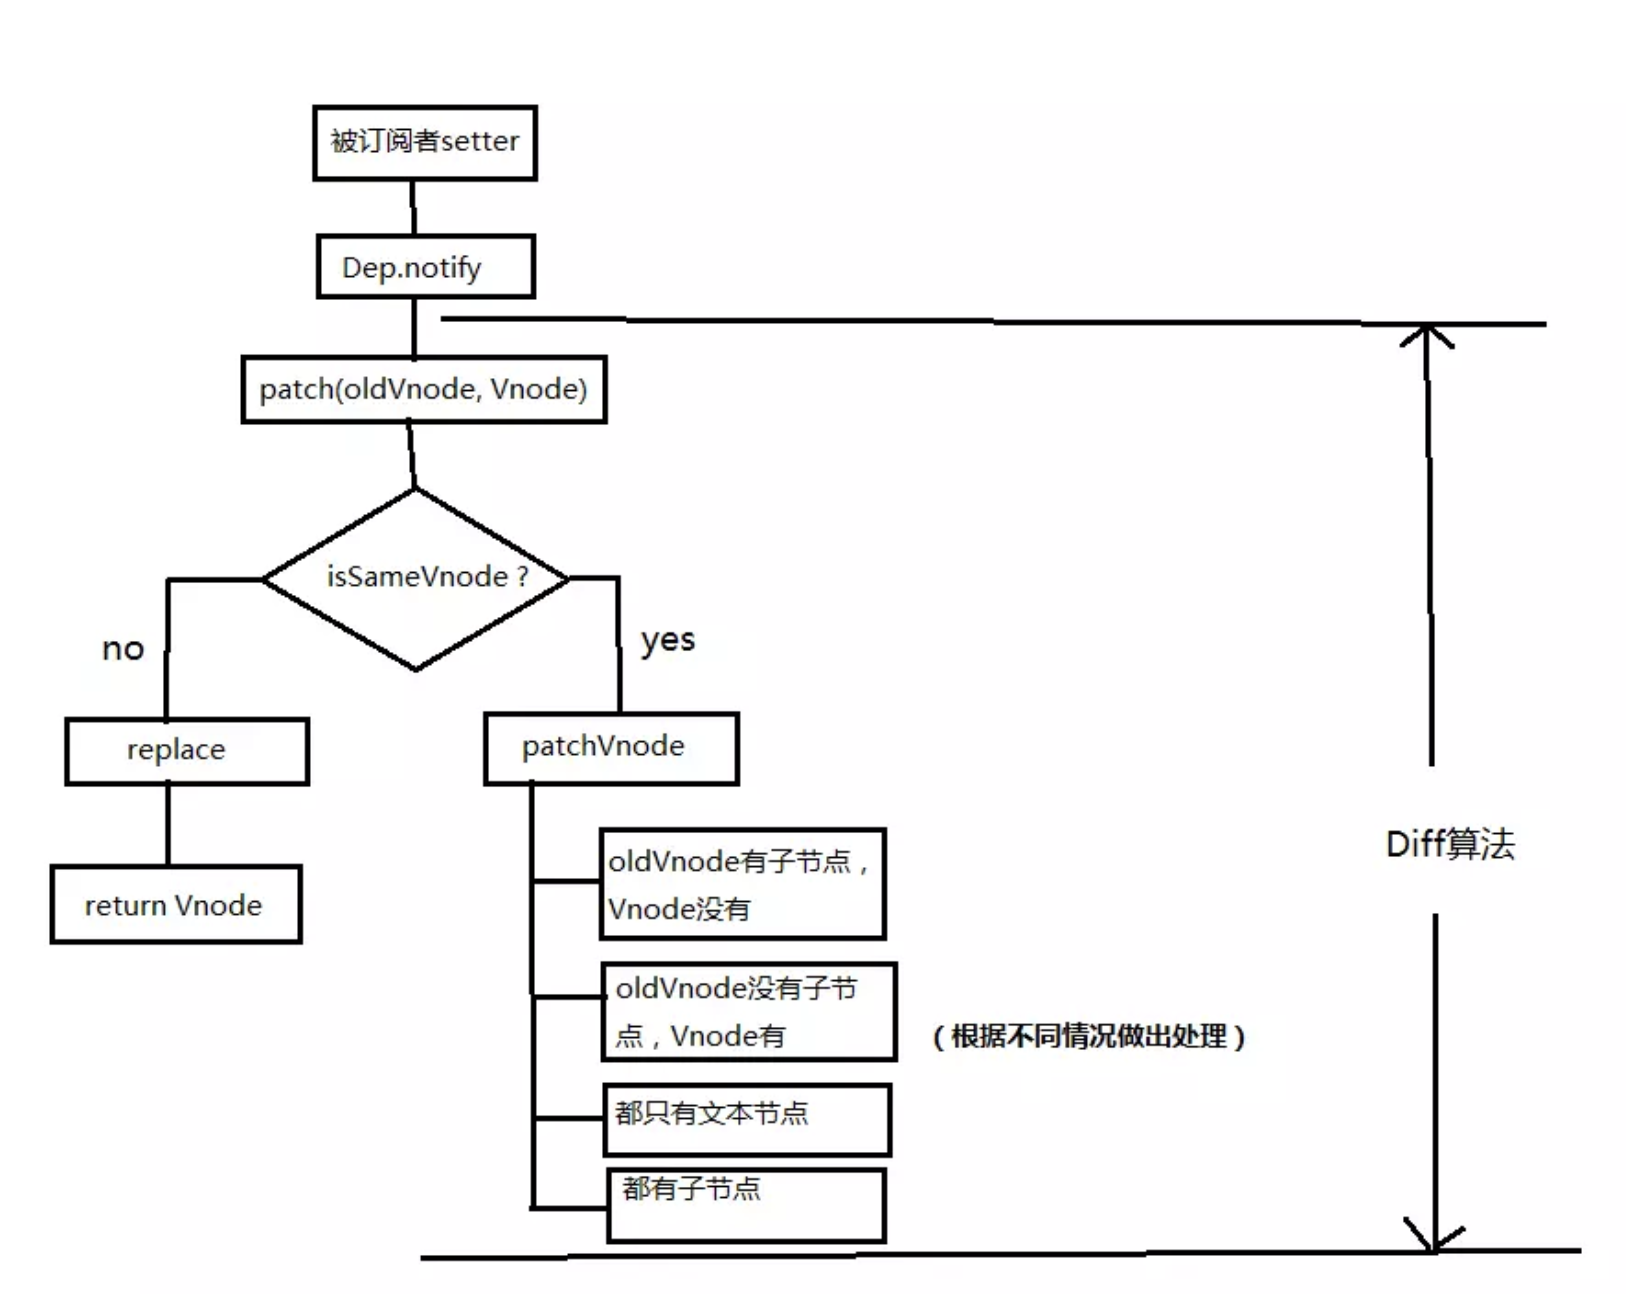 被订阅者setter
Dep.notify
patch(oldVnode, Vnode)
isSameVnode ?
no
yes
replace
patchVnode
return Vnode
oldVnode有子节点，
Vnode没有
oldVnode没有子节
点，Vnode有
（根据不同情况做出处理）
都只有文本节点
都有子节点
Diff算法